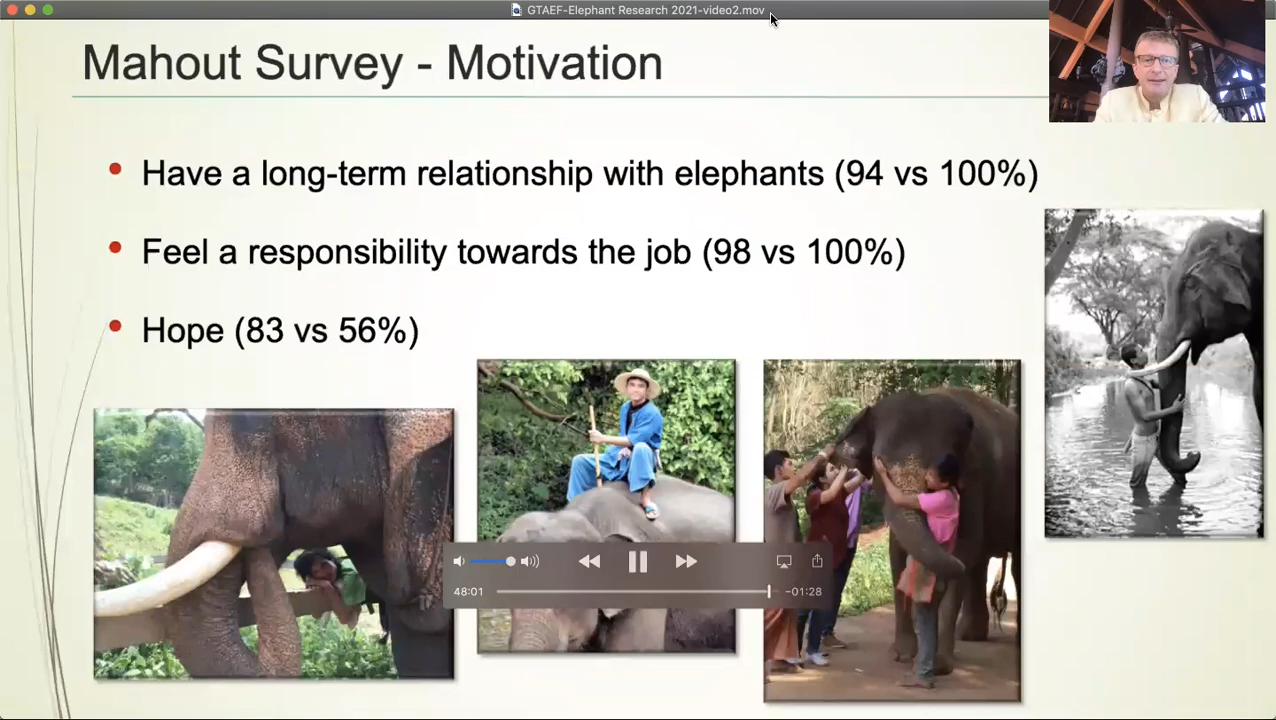 GTAEF-Elephant Research 2021-video2.mov
Mahout Survey - Motivation
Have a long-term relationship with elephants (94 vs 100%)
Feel a responsibility towards the job (98 vs 100%)
Hope (83 vs 56%)
48:01
-01:28